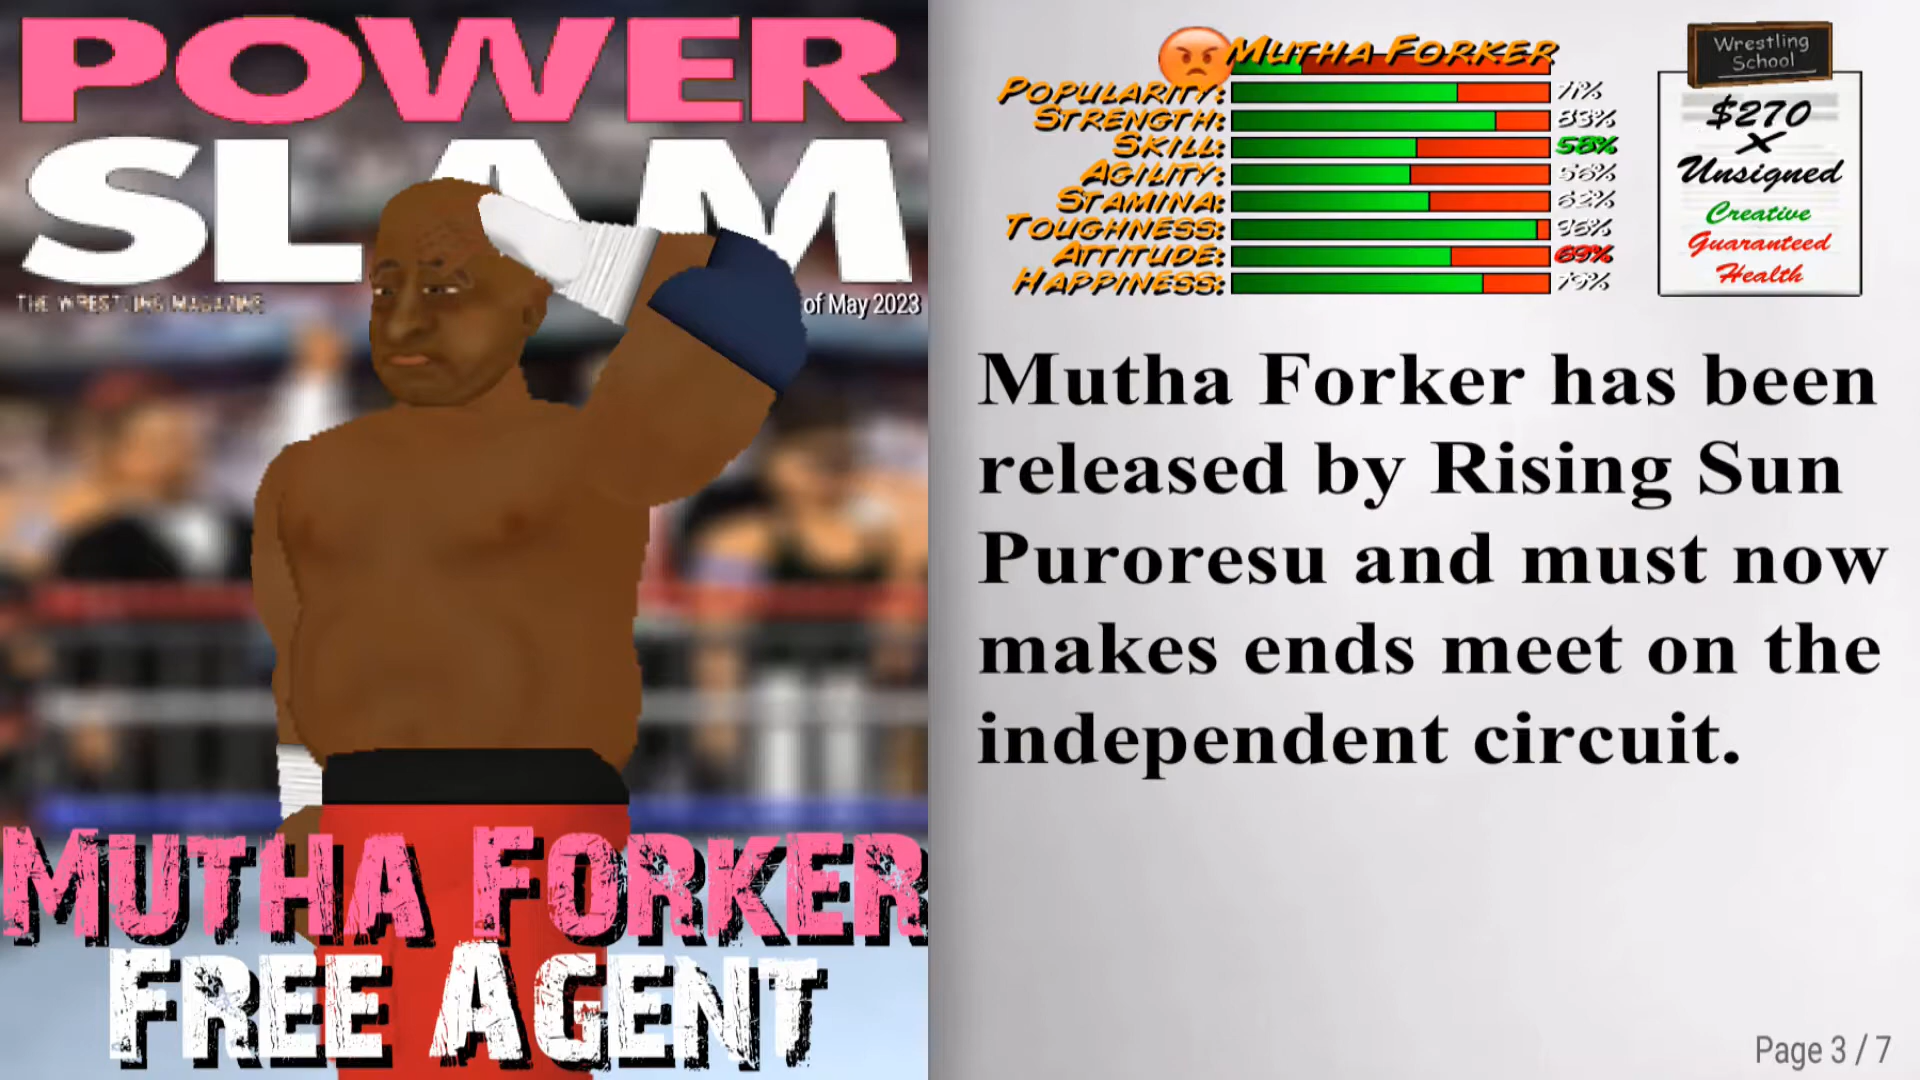 POWER
SLAM
THE WRESTLING MAGAZINE
of May 2023
MUTHA FORKER
FREE AGENT
MUTHA FORKER
POPULARITY: 71%
STRENGTH: 83%
SKILL: 58%
AGILITY: 56%
STAMINA: 62%
TOUGHNESS: 96%
ATTITUDE: 69%
HAPPINESS: 79%
Wrestling
School
$270
X
Unsigned
Creative
Guaranteed
Health
Mutha Forker has been
released by Rising Sun
Puroresu and must now
makes ends meet on the
independent circuit.
Page 3 / 7